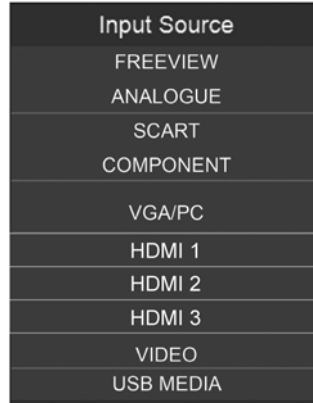 Input Source
FREEVIEW
ANALOGUE
SCART
COMPONENT
VGA/PC
HDMI 1
HDMI 2
HDMI 3
VIDEO
USB MEDIA